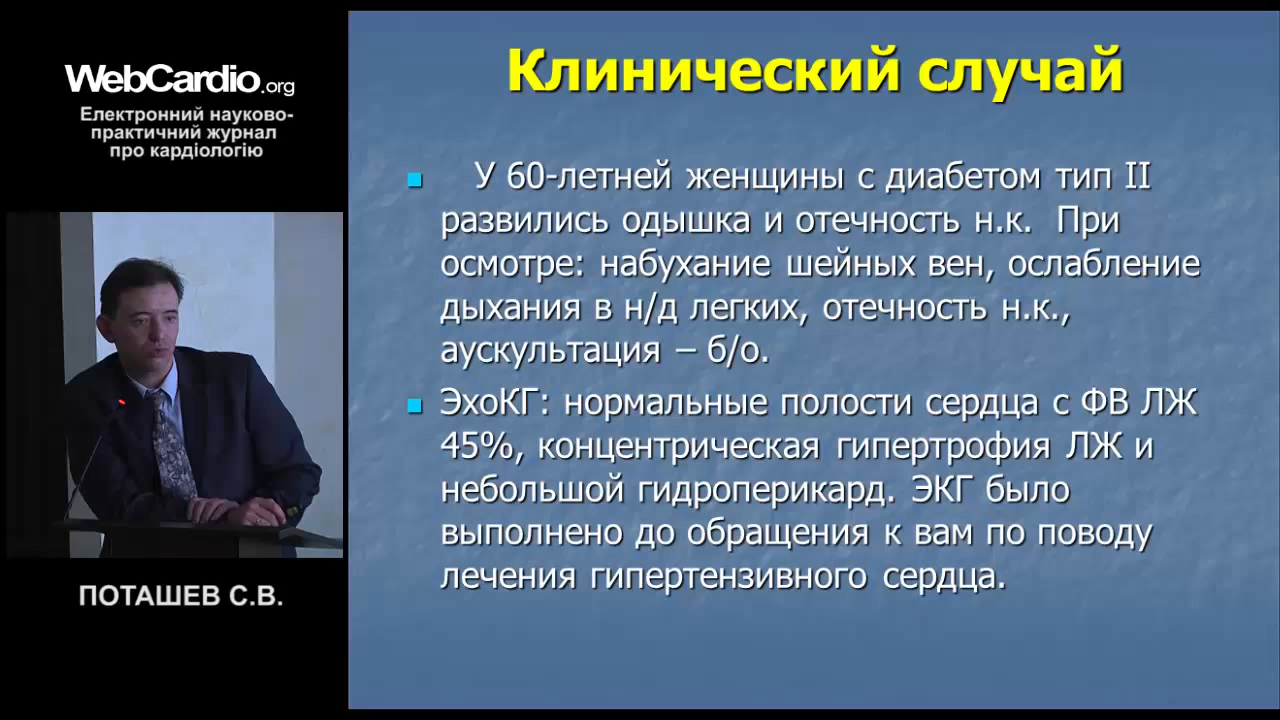 WebCardio.org
Електронний науково-
практичний журнал
про кардіологію
ПОТАШЕВ С.В.
Клинический случай
У 60-летней женщины с диабетом тип II
развились одышка и отечность н.к. При
осмотре: набухание шейных вен, ослабление
дыхания в н/д легких, отечность н.к.,
аускультация – б/о.
ЭхоКГ: нормальные полости сердца с ФВ ЛЖ
45%, концентрическая гипертрофия ЛЖ и
небольшой гидроперикард. ЭКГ было
выполнено до обращения к вам по поводу
лечения гипертензивного сердца.